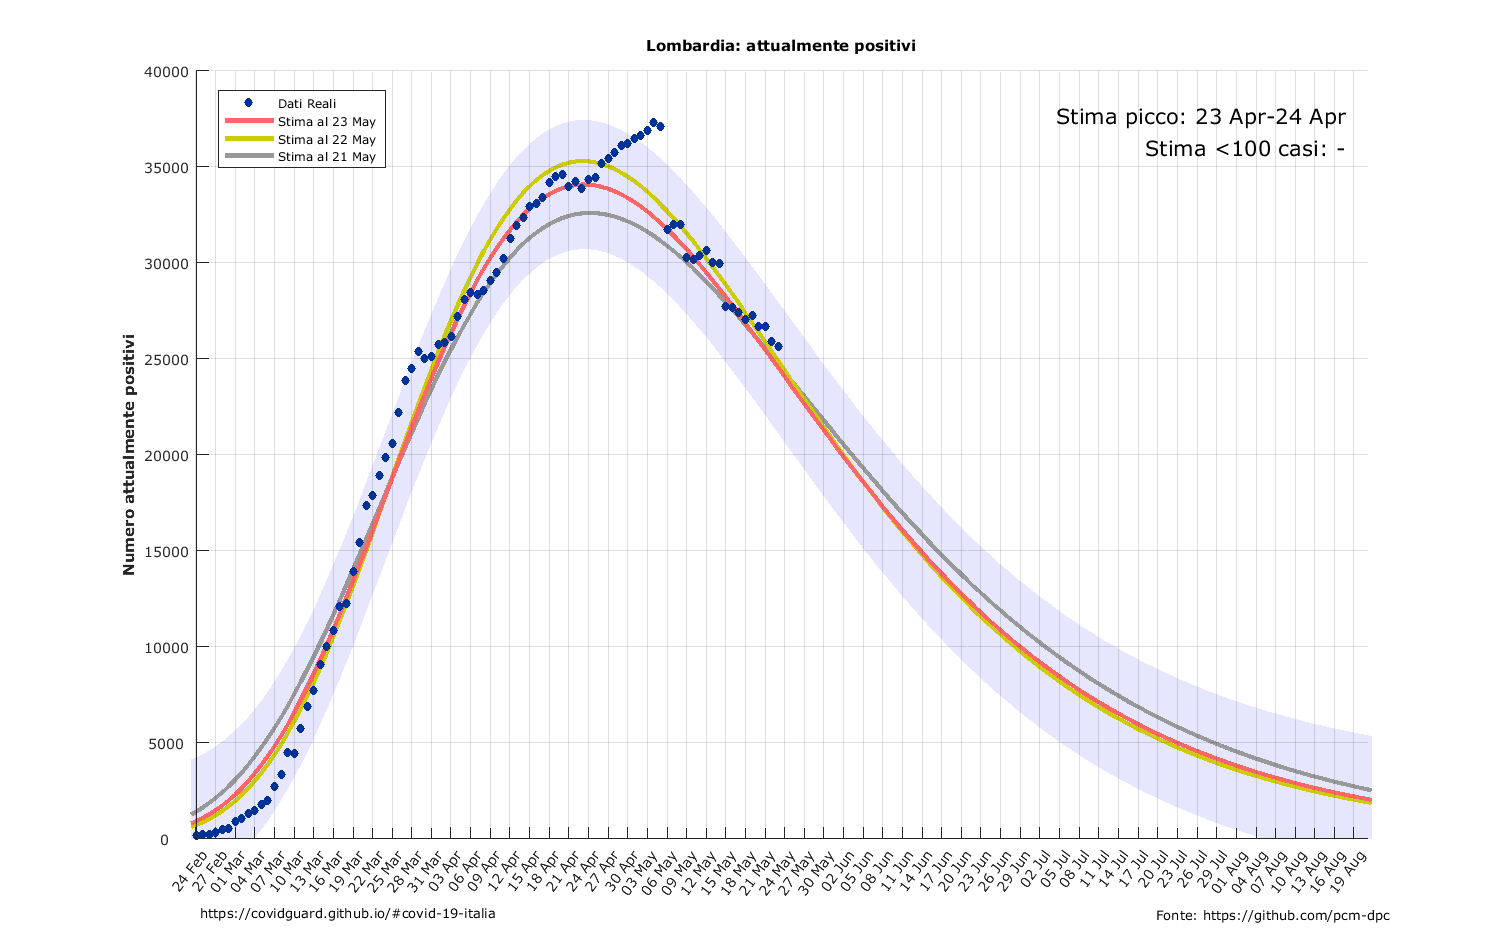 Lombardia: attualmente positivi
40000
35000
30000
25000
20000
15000
10000
5000
0
Numero attualmente positivi
Dati Reali
Stima al 23 May
Stima al 22 May
Stima al 21 May
Stima picco: 23 Apr-24 Apr
Stima <100 casi: -
24 Feb
27 Feb
01 Mar
04 Mar
07 Mar
10 Mar
13 Mar
16 Mar
19 Mar
22 Mar
25 Mar
28 Mar
31 Mar
03 Apr
06 Apr
09 Apr
12 Apr
15 Apr
18 Apr
21 Apr
24 Apr
27 Apr
30 Apr
03 May
06 May
09 May
12 May
15 May
18 May
21 May
24 May
27 May
30 May
02 Jun
05 Jun
08 Jun
11 Jun
14 Jun
17 Jun
20 Jun
23 Jun
26 Jun
29 Jun
02 Jul
05 Jul
08 Jul
11 Jul
14 Jul
17 Jul
20 Jul
23 Jul
26 Jul
29 Jul
01 Aug
04 Aug
07 Aug
10 Aug
13 Aug
16 Aug
19 Aug
https://covidguard.github.io/#covid-19-italia
Fonte: https://github.com/pcm-dpc